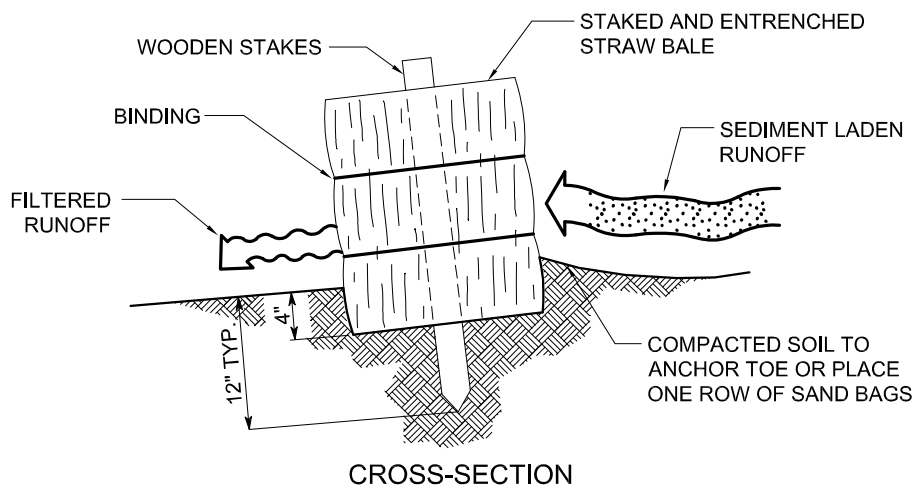 WOODEN STAKES
STAKED AND ENTRENCHED
STRAW BALE
BINDING
SEDIMENT LADEN
RUNOFF
FILTERED
RUNOFF
4"
12" TYP.
COMPACTED SOIL TO
ANCHOR TOE OR PLACE
ONE ROW OF SAND BAGS
CROSS-SECTION